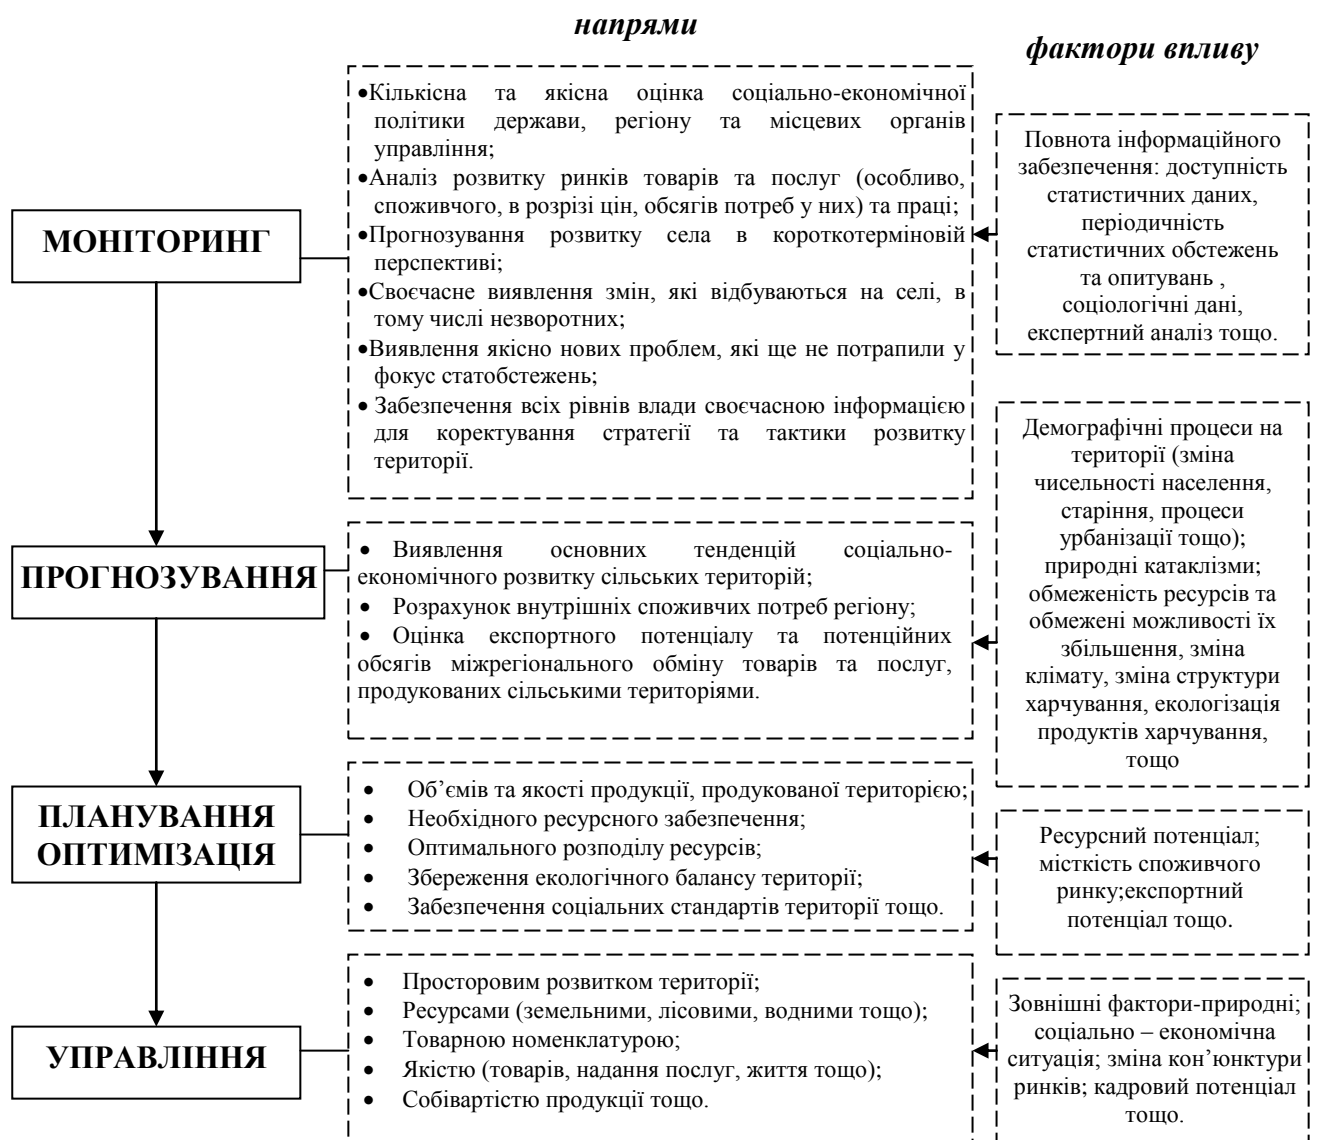 напрями
фактори впливу
МОНІТОРИНГ
•Кількісна та якісна оцінка соціально-економічної
політики держави, регіону та місцевих органів
управління;
•Аналіз розвитку ринків товарів та послуг (особливо,
споживчого, в розрізі цін, обсягів потреб у них) та праці;
•Прогнозування розвитку села в короткотерміновій
перспективі;
•Своєчасне виявлення змін, які відбуваються на селі, в
тому числі незворотних;
•Виявлення якісно нових проблем, які ще не потрапили у
фокус статобстежень;
• Забезпечення всіх рівнів влади своєчасною інформацією
для коректування стратегії та тактики розвитку
території.
Повнота інформаційного
забезпечення: доступність
статистичних даних,
періодичність
статистичних обстежень
та опитувань ,
соціологічні дані,
експертний аналіз тощо.
ПРОГНОЗУВАННЯ
• Виявлення основних тенденцій соціально-
економічного розвитку сільських територій;
• Розрахунок внутрішніх споживчих потреб регіону;
• Оцінка експортного потенціалу та потенційних
обсягів міжрегіонального обміну товарів та послуг,
продукованих сільськими територіями.
Демографічні процеси на
території (зміна
чисельності населення,
старіння, процеси
урбанізації тощо);
природні катаклізми;
обмеженість ресурсів та
обмежені можливості їх
збільшення, зміна
клімату, зміна структури
харчування, екологізація
продуктів харчування,
тощо
ПЛАНУВАННЯ
ОПТИМІЗАЦІЯ
• Об’ємів та якості продукції, продукованої територією;
• Необхідного ресурсного забезпечення;
• Оптимального розподілу ресурсів;
• Збереження екологічного балансу території;
• Забезпечення соціальних стандартів території тощо.
Ресурсний потенціал;
місткість споживчого
ринку;експортний
потенціал тощо.
УПРАВЛІННЯ
• Просторовим розвитком території;
• Ресурсами (земельними, лісовими, водними тощо);
• Товарною номенклатурою;
• Якістю (товарів, надання послуг, життя тощо);
• Собівартістю продукції тощо.
Зовнішні фактори-природні;
соціально – економічна
ситуація; зміна кон’юнктури
ринків; кадровий потенціал
тощо.